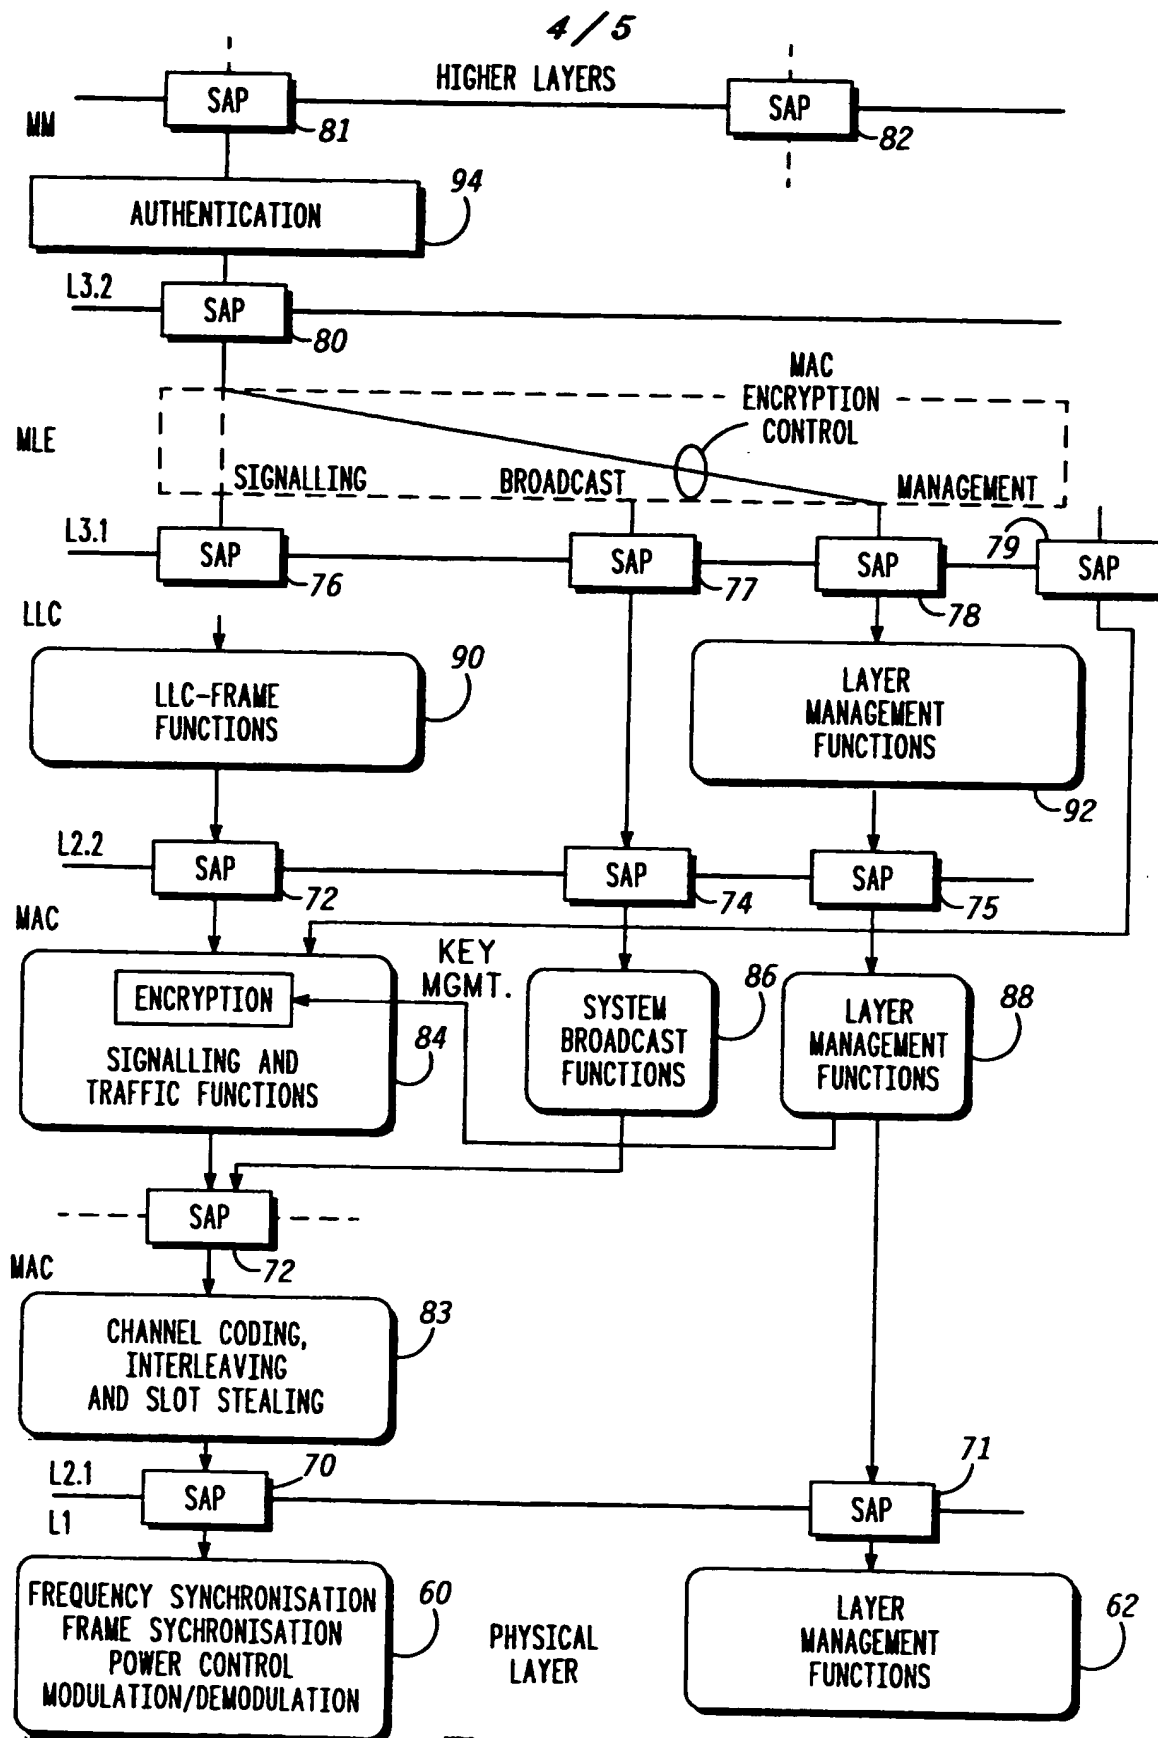 4/5
HIGHER LAYERS
SAP
81
SAP
82
MM
94
AUTHENTICATION
L3.2
SAP
80
MAC
ENCRYPTION
CONTROL
MLE
SIGNALLING
BROADCAST
MANAGEMENT
L3.1
SAP
76
SAP
77
SAP
78
79
SAP
LLC
LLC-FRAME
FUNCTIONS
90
LAYER
MANAGEMENT
FUNCTIONS
92
L2.2
SAP
72
SAP
74
SAP
75
MAC
KEY
MGMT.
ENCRYPTION
SIGNALLING AND
TRAFFIC FUNCTIONS
84
SYSTEM
BROADCAST
FUNCTIONS
86
LAYER
MANAGEMENT
FUNCTIONS
88
SAP
72
MAC
CHANNEL CODING,
INTERLEAVING
AND SLOT STEALING
83
L2.1
SAP
70
SAP
71
L1
FREQUENCY SYNCHRONISATION
FRAME SYCHRONISATION
POWER CONTROL
MODULATION/DEMODULATION
60
PHYSICAL
LAYER
LAYER
MANAGEMENT
FUNCTIONS
62